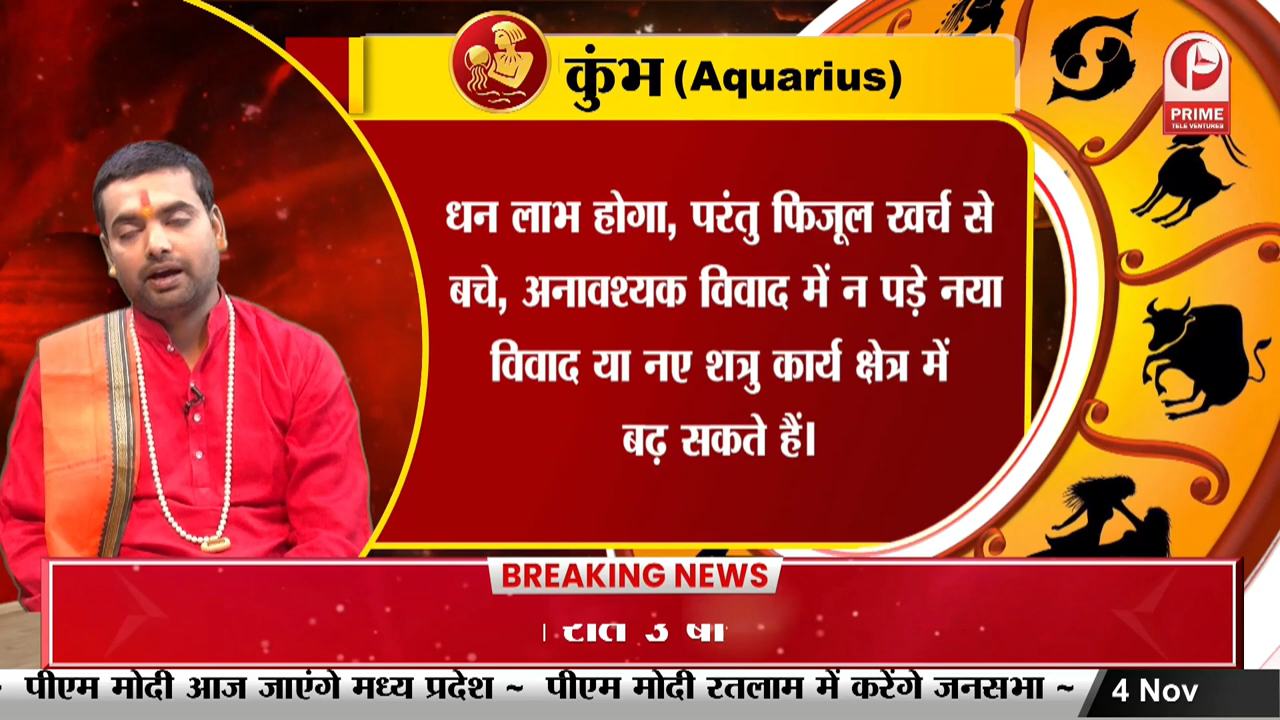 कुंभ (Aquarius)
PRIME
TELE VENTURES
धन लाभ होगा, परंतु फिजूल खर्च से
बचे, अनावश्यक विवाद में न पड़े नया
विवाद या नए शत्रु कार्य क्षेत्र में
बढ़ सकते हैं।
BREAKING NEWS
पीएम मोदी आज जाएंगे मध्य प्रदेश ~ पीएम मोदी रतलाम में करेंगे जनसभा ~
4 Nov